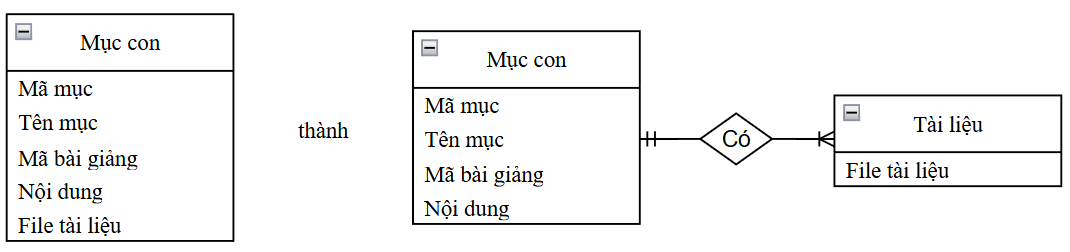 Mục con
Mã mục
Tên mục
Mã bài giảng
Nội dung
File tài liệu
thành
Mục con
Mã mục
Tên mục
Mã bài giảng
Nội dung
Có
Tài liệu
File tài liệu